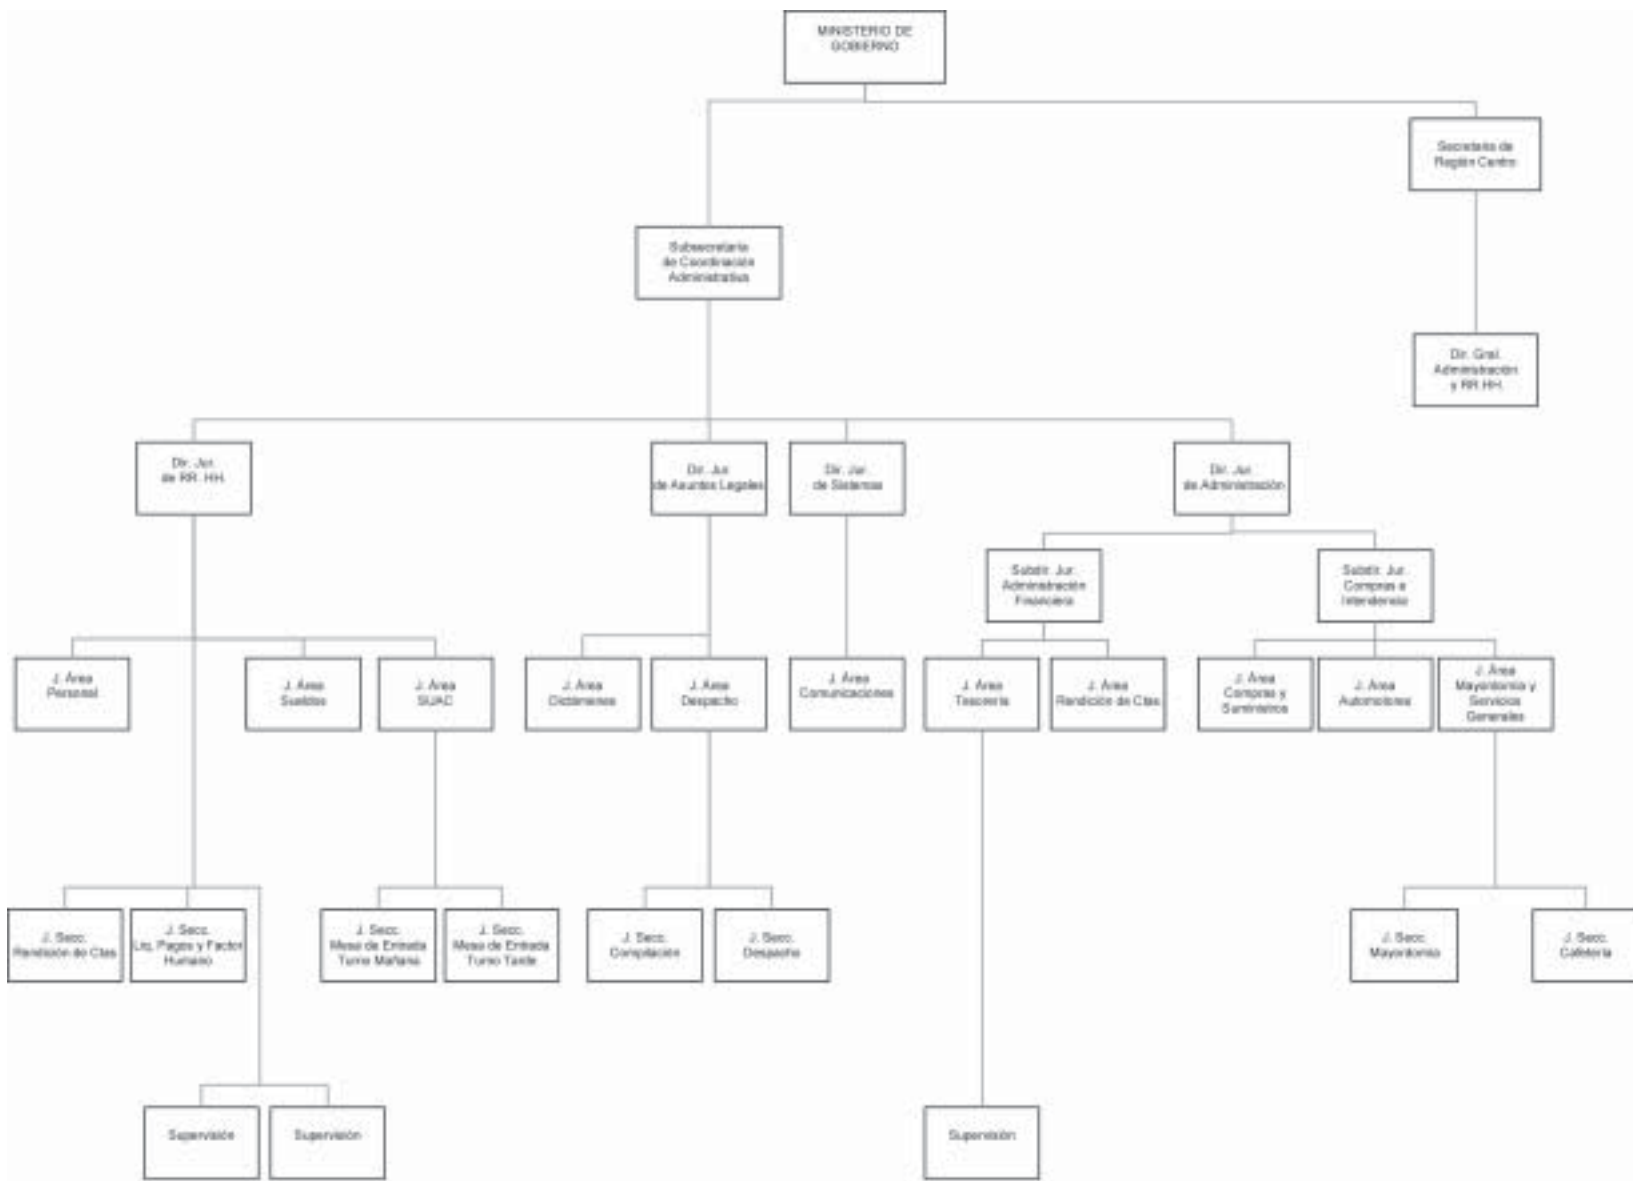 MINISTERIO DE
GOBIERNO
Secretaria de
Región Centro
Subsecretaria
de Coordinación
Administrativa
Dir. Gral.
Administración
y RR.HH.
Dir. Jur.
de RR. HH.
Dir. Jur.
de Asuntos Legales
Dir. Jur.
de Sistemas
Dir. Jur.
de Administración
Subdir. Jur.
Administración
Financiera
Subdir. Jur.
Compras e
Intendencia
J. Área
Personal
J. Área
Sueldos
J. Área
SUAC
J. Área
Dictámenes
J. Área
Despacho
J. Área
Comunicaciones
J. Área
Tesorería
J. Área
Rendición de Ctas
J. Área
Compras y
Suministros
J. Área
Automotores
J. Área
Mayordomía y
Servicios
Generales
J. Secc.
Rendición de Ctas
J. Secc.
Liq. Pagos y Factor
Humano
J. Secc.
Mesa de Entrada
Turno Mañana
J. Secc.
Mesa de Entrada
Turno Tarde
J. Secc.
Compilación
J. Secc.
Despacho
J. Secc.
Mayordomía
J. Secc.
Cafetería
Supervisión
Supervisión
Supervisión